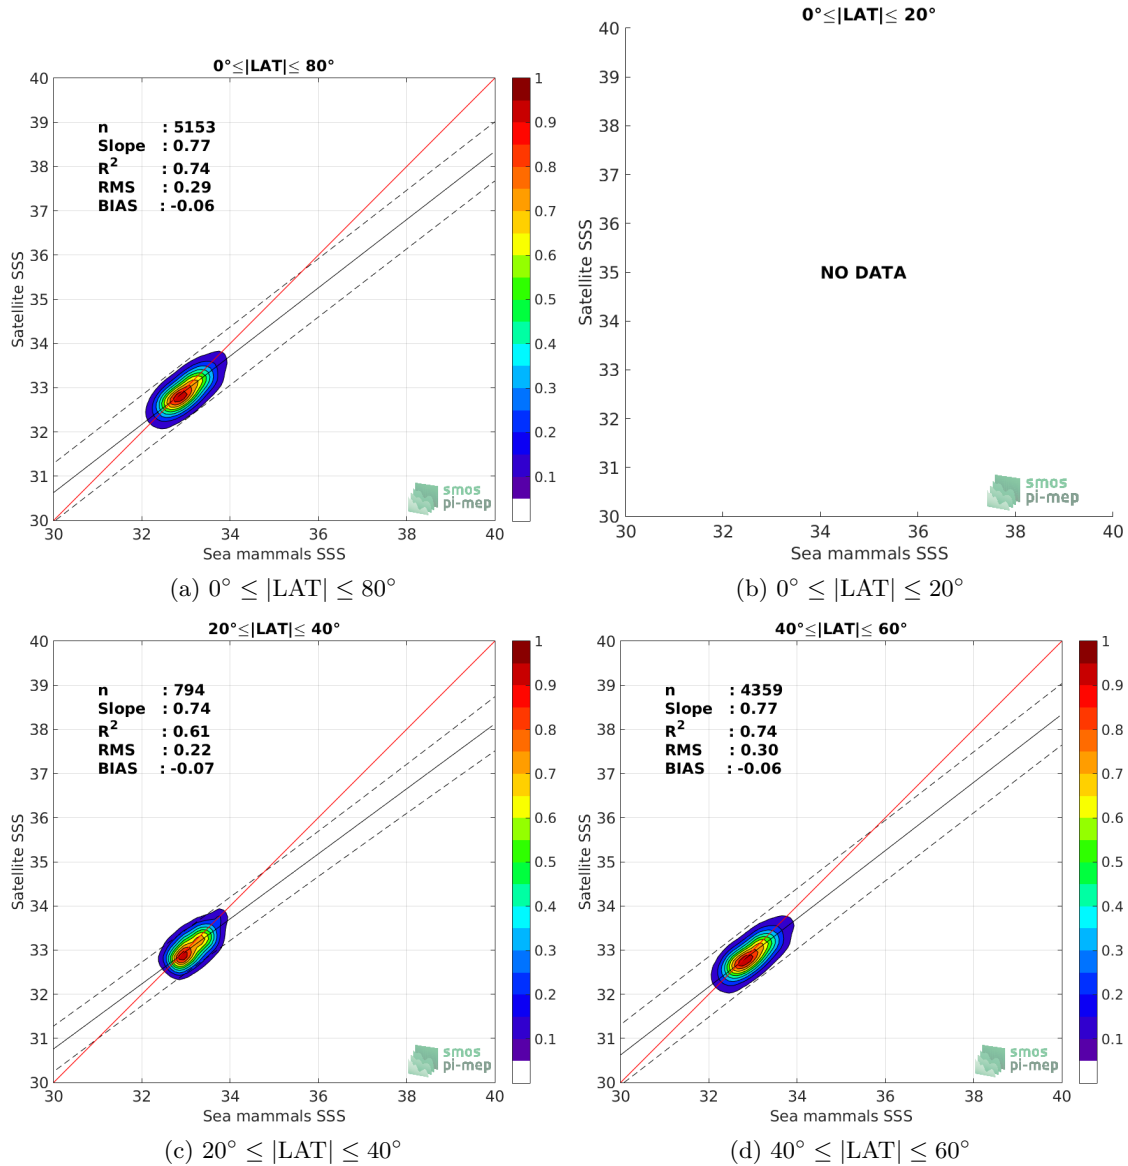 0°≤|LAT|≤ 80°
n : 5153
Slope : 0.77
R² : 0.74
RMS : 0.29
BIAS : -0.06
40
39
38
37
36
35
34
33
32
31
30
Satellite SSS
30 32 34 36 38 40
Sea mammals SSS
1
0.9
0.8
0.7
0.6
0.5
0.4
0.3
0.2
0.1
smos
pi-mep
(a) 0° ≤ |LAT| ≤ 80°
0°≤|LAT|≤ 20°
40
39
38
37
36
35
34
33
32
31
30
Satellite SSS
NO DATA
smos
pi-mep
30 32 34 36 38 40
Sea mammals SSS
(b) 0° ≤ |LAT| ≤ 20°
20°≤|LAT|≤ 40°
n : 794
Slope : 0.74
R² : 0.61
RMS : 0.22
BIAS : -0.07
40
39
38
37
36
35
34
33
32
31
30
Satellite SSS
30 32 34 36 38 40
Sea mammals SSS
1
0.9
0.8
0.7
0.6
0.5
0.4
0.3
0.2
0.1
smos
pi-mep
(c) 20° ≤ |LAT| ≤ 40°
40°≤|LAT|≤ 60°
n : 4359
Slope : 0.77
R² : 0.74
RMS : 0.30
BIAS : -0.06
40
39
38
37
36
35
34
33
32
31
30
Satellite SSS
30 32 34 36 38 40
Sea mammals SSS
1
0.9
0.8
0.7
0.6
0.5
0.4
0.3
0.2
0.1
smos
pi-mep
(d) 40° ≤ |LAT| ≤ 60°